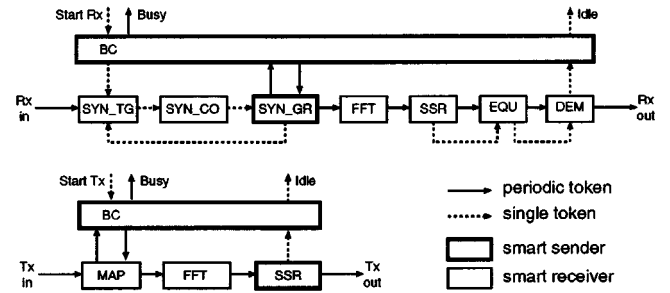 Start Rx Busy Idle
BC
Rx in SYN_TG SYN_CO SYN_GR FFT SSR EQU DEM Rx out
Start Tx Busy Idle
BC
Tx in MAP FFT SSR Tx out
periodic token
single token
smart sender
smart receiver